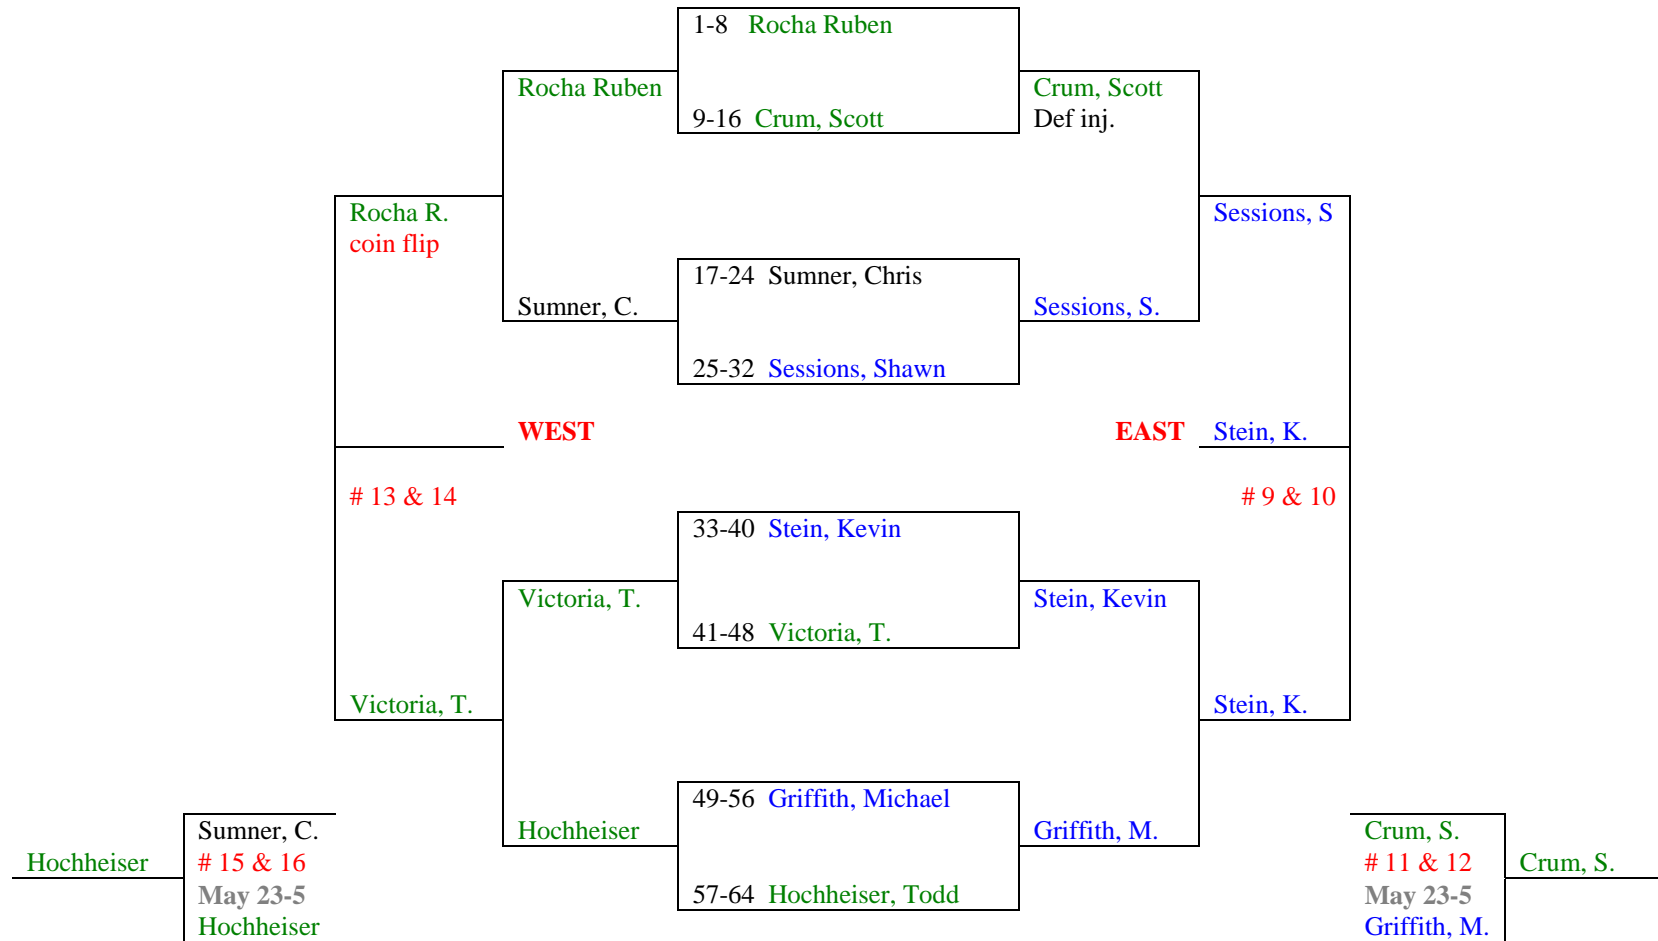 1-8 Rocha Ruben
Rocha Ruben
Crum, Scott
9-16 Crum, Scott
Def inj.
Rocha R.
Sessions, S
coin flip
17-24 Sumner, Chris
Sumner, C.
Sessions, S.
25-32 Sessions, Shawn
WEST
EAST
Stein, K.
# 13 & 14
# 9 & 10
33-40 Stein, Kevin
Victoria, T.
Stein, Kevin
41-48 Victoria, T.
Victoria, T.
Stein, K.
49-56 Griffith, Michael
Hochheiser
Griffith, M.
57-64 Hochheiser, Todd
Sumner, C.
Hochheiser
# 15 & 16
May 23-5
Hochheiser
Crum, S.
# 11 & 12
Crum, S.
May 23-5
Griffith, M.